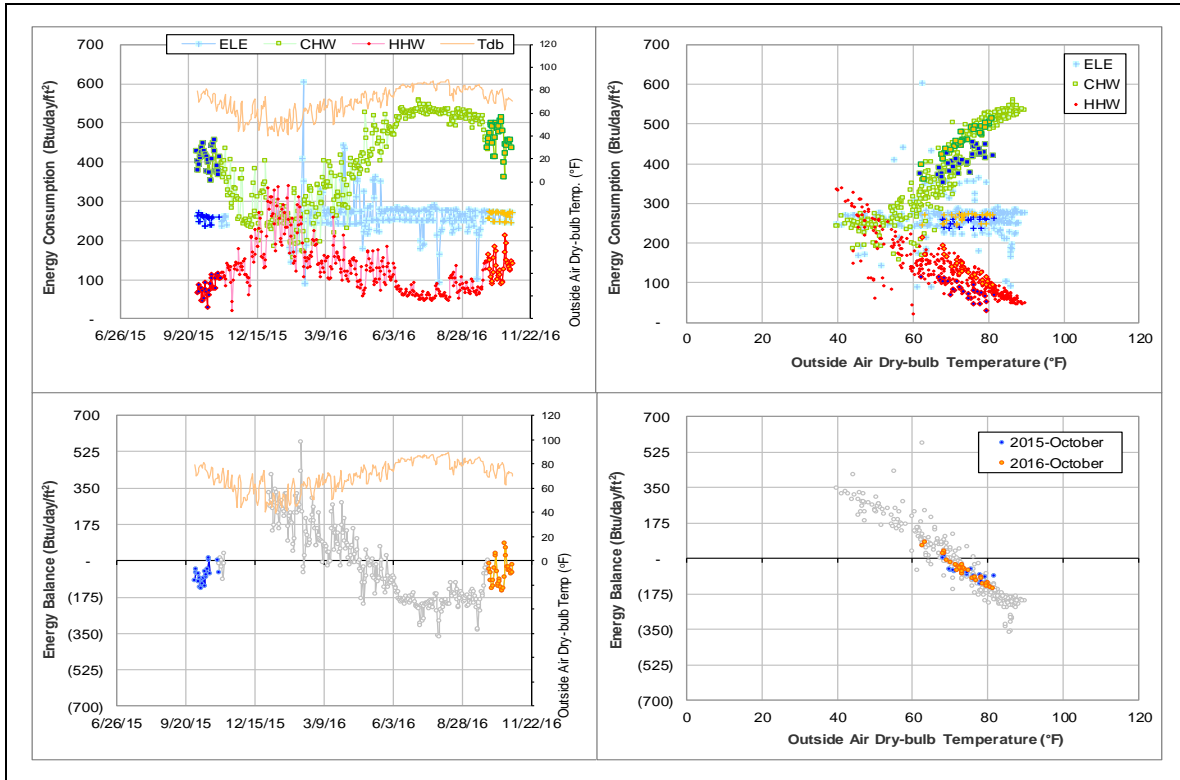 ELE CHW HHW Tdb
Energy Consumption (Btu/day/ft²)
700
600
500
400
300
200
100
-
120
100
80
60
40
20
0
Outside Air Dry-bulb Temp. (°F)
6/26/15 9/20/15 12/15/15 3/9/16 6/3/16 8/28/16 11/22/16
ELE
CHW
HHW
Energy Consumption (Btu/day/ft²)
700
600
500
400
300
200
100
-
0 20 40 60 80 100 120
Outside Air Dry-bulb Temperature (°F)
Energy Balance (Btu/day/ft²)
700
525
350
175
-
(175)
(350)
(525)
(700)
120
100
80
60
40
20
0
Outside Air Dry-bulb Temp (°F)
6/26/15 9/20/15 12/15/15 3/9/16 6/3/16 8/28/16 11/22/16
2015-October
2016-October
Energy Balance (Btu/day/ft²)
700
525
350
175
-
(175)
(350)
(525)
(700)
0 20 40 60 80 100 120
Outside Air Dry-bulb Temperature (°F)